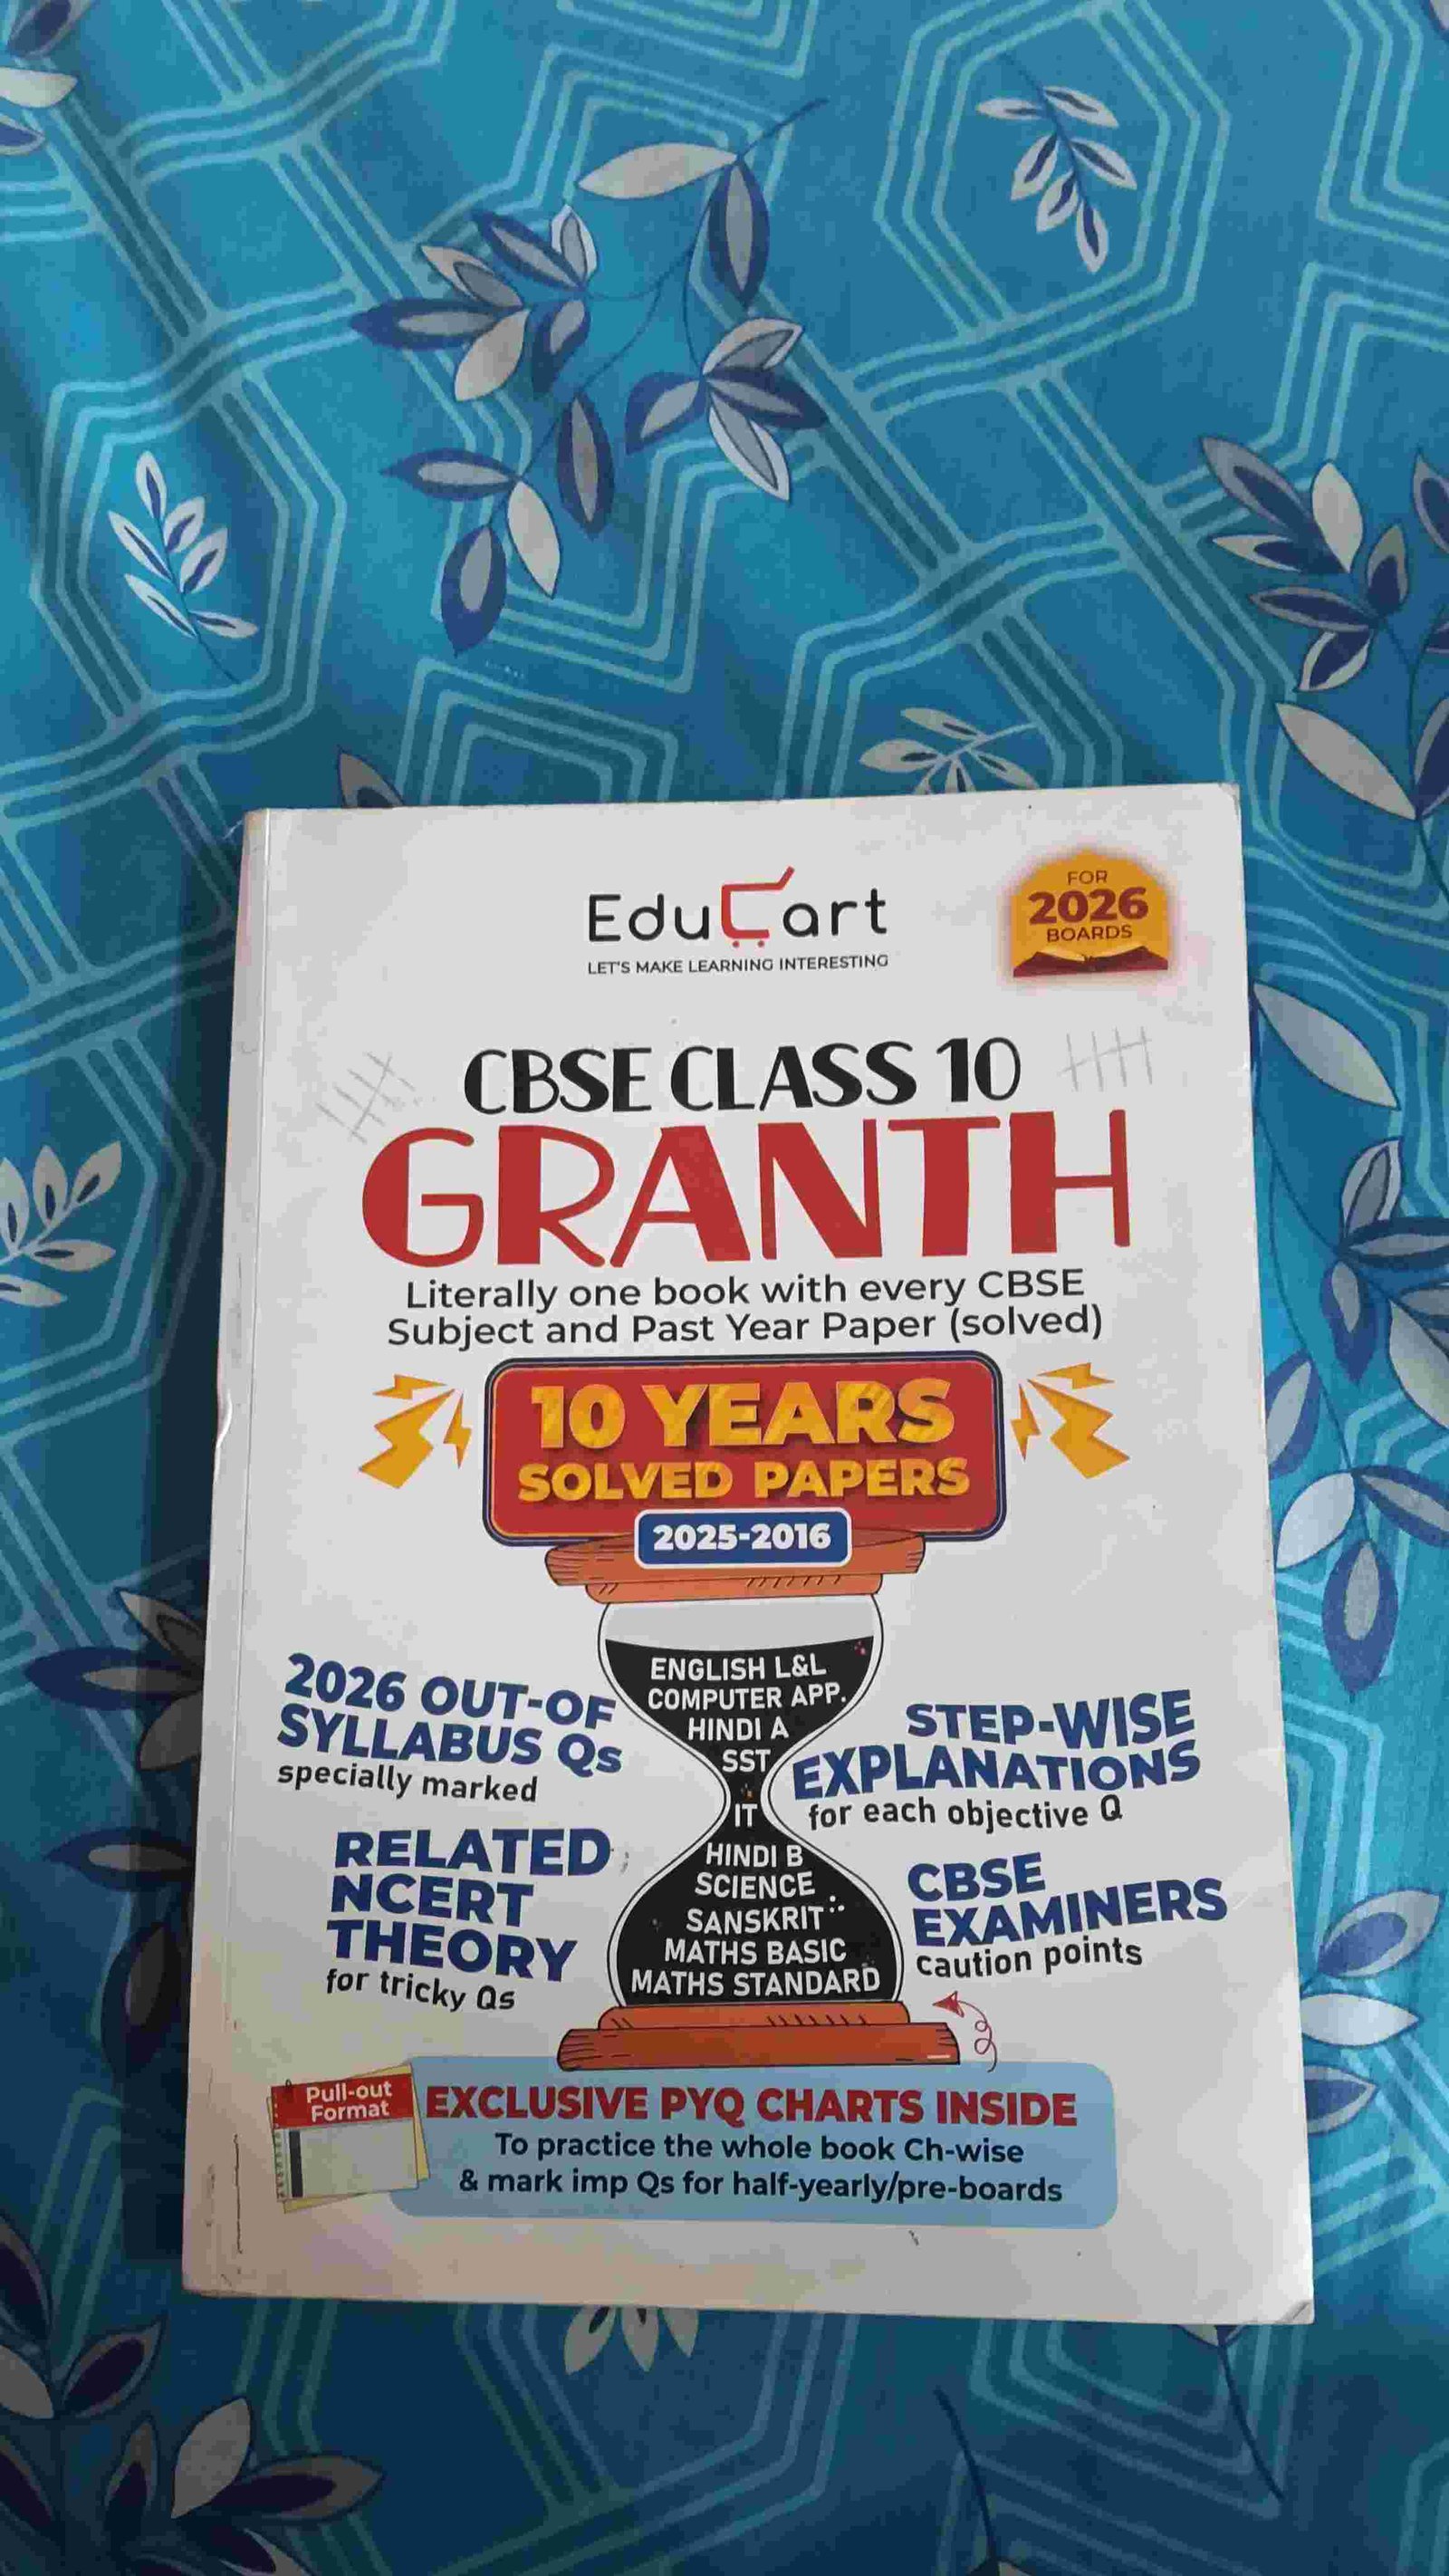 EduCart
LET'S MAKE LEARNING INTERESTING
FOR
2026
BOARDS
CBSE CLASS 10
GRANTH
Literally one book with every CBSE
Subject and Past Year Paper (solved)
10 YEARS
SOLVED PAPERS
2025-2016
2026 OUT-OF
SYLLABUS Qs
specially marked
RELATED
NCERT
THEORY
for tricky Qs
ENGLISH L&L
COMPUTER APP.
HINDI A
SST
IT
HINDI B
SCIENCE
SANSKRIT
MATHS BASIC
MATHS STANDARD
STEP-WISE
EXPLANATIONS
for each objective Q
CBSE
EXAMINERS
caution points
Pull-out
Format
EXCLUSIVE PYQ CHARTS INSIDE
To practice the whole book Ch-wise
& mark imp Qs for half-yearly/pre-boards